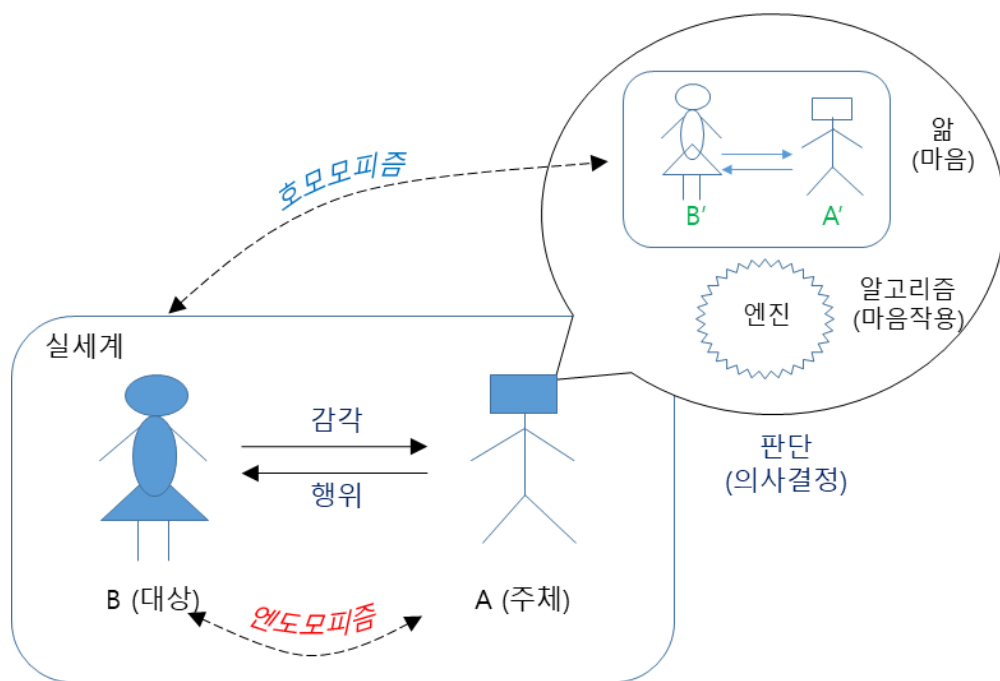 호모모피즘
앎
(마음)
B'
A'
엔진
알고리즘
(마음작용)
실세계
감각
행위
판단
(의사결정)
B (대상)
A (주체)
엔도모피즘